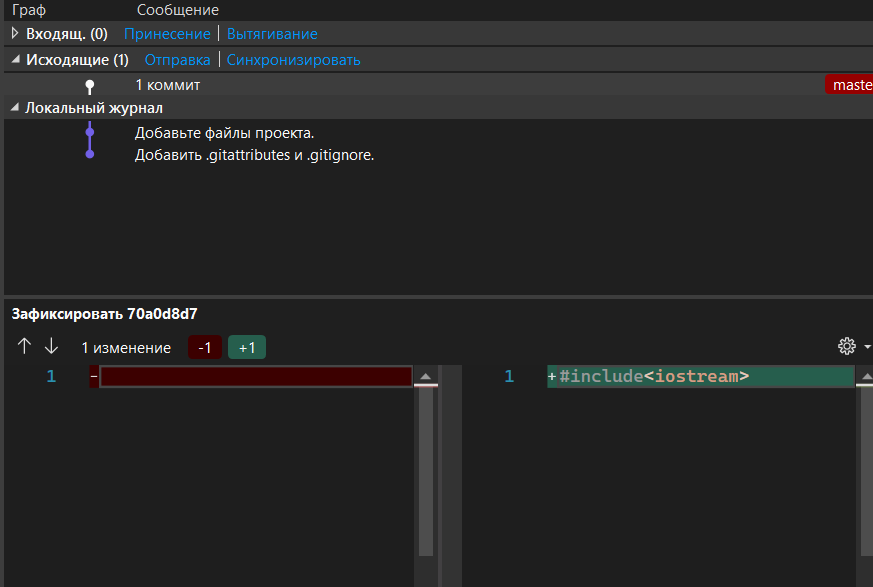 Граф Сообщение
Входящ. (0) Принесение | Вытягивание
Исходящие (1) Отправка | Синхронизировать
1 коммит maste
Локальный журнал
Добавьте файлы проекта.
Добавить .gitattributes и .gitignore.
Зафиксировать 70a0d8d7
1 изменение -1 +1
1 - 1 +#include<iostream>